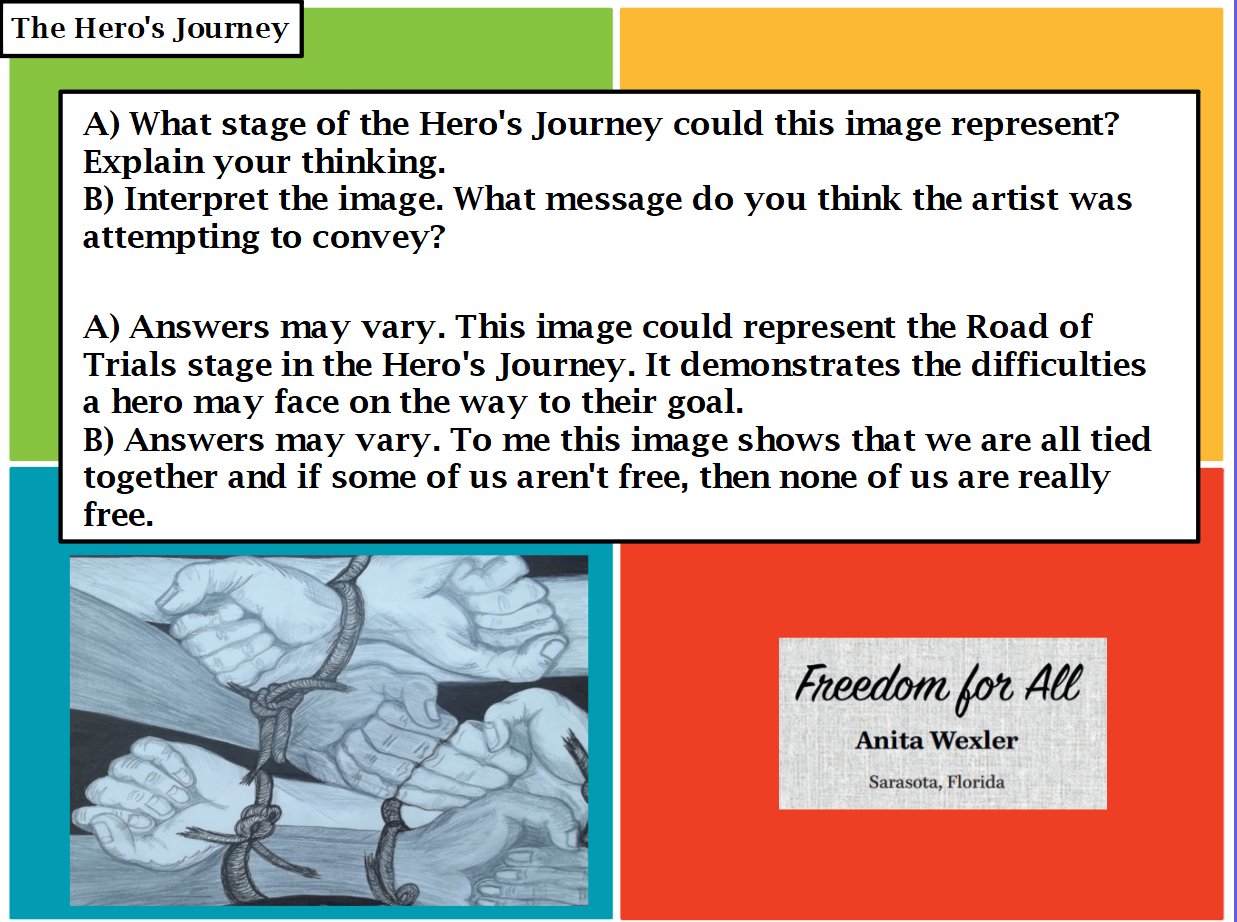 The Hero's Journey
A) What stage of the Hero's Journey could this image represent?
Explain your thinking.
B) Interpret the image. What message do you think the artist was
attempting to convey?
A) Answers may vary. This image could represent the Road of
Trials stage in the Hero's Journey. It demonstrates the difficulties
a hero may face on the way to their goal.
B) Answers may vary. To me this image shows that we are all tied
together and if some of us aren't free, then none of us are really
free.
Freedom for All
Anita Wexler
Sarasota, Florida